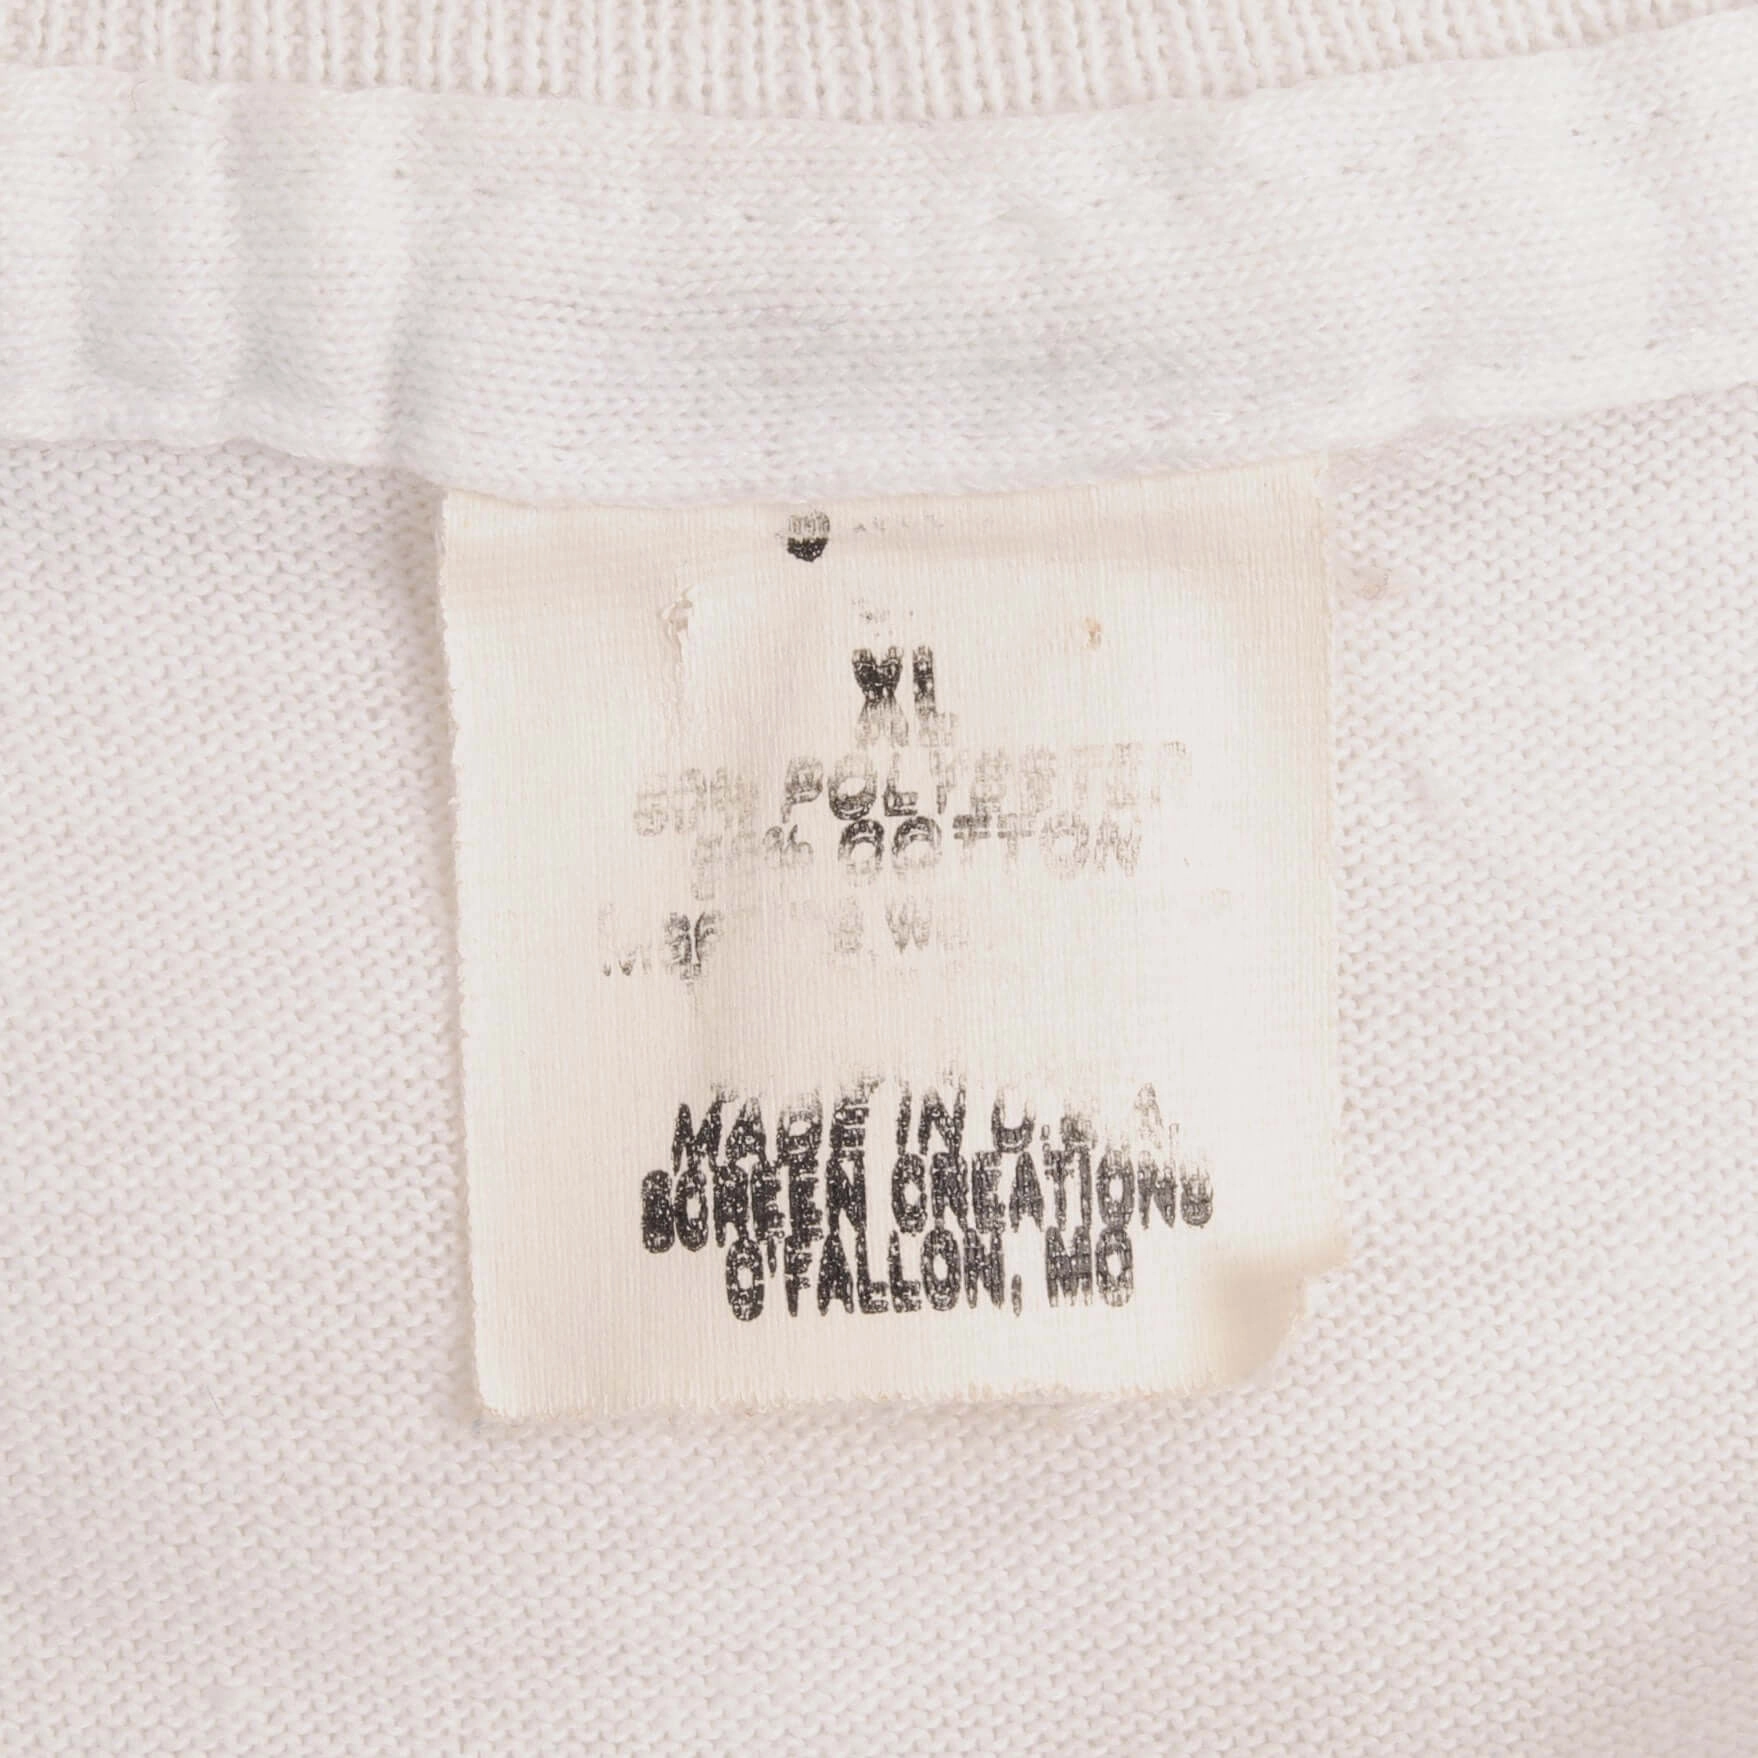 XL
50% POLYESTER
50% COTTON
MADE IN U.S.A.
SCREEN CREATIONS
O'FALLON, MO